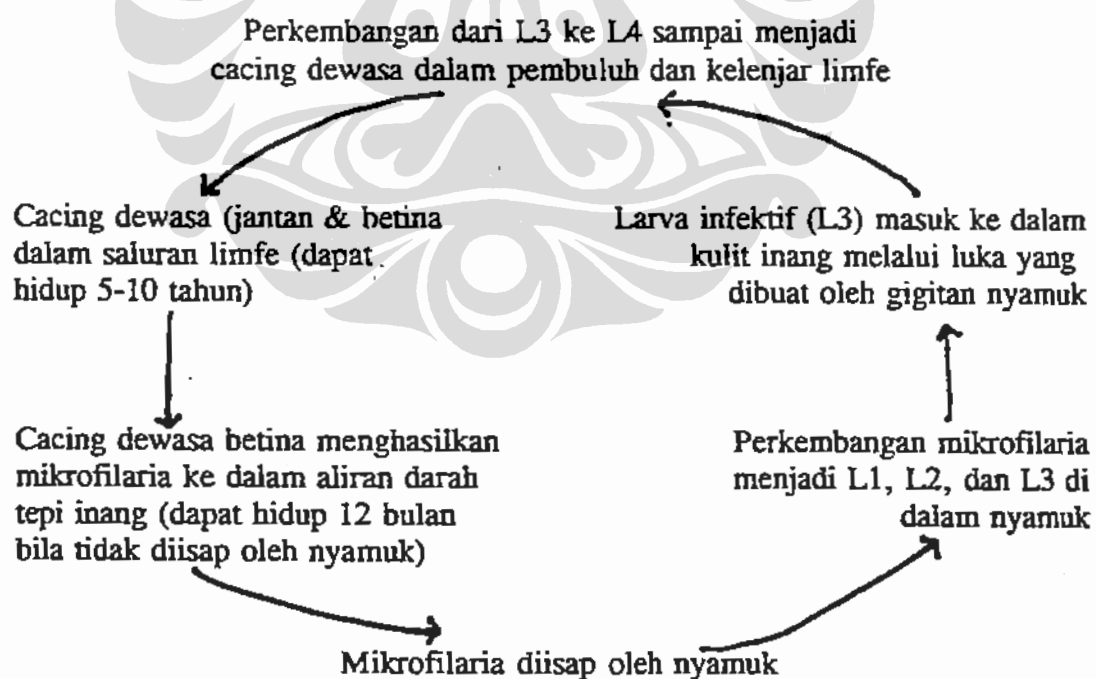 Perkembangan dari L3 ke L4 sampai menjadi
cacing dewasa dalam pembuluh dan kelenjar limfe
Cacing dewasa (jantan & betina
dalam saluran limfe (dapat
hidup 5-10 tahun)
Larva infektif (L3) masuk ke dalam
kulit inang melalui luka yang
dibuat oleh gigitan nyamuk
Cacing dewasa betina menghasilkan
mikrofilaria ke dalam aliran darah
tepi inang (dapat hidup 12 bulan
bila tidak diisap oleh nyamuk)
Perkembangan mikrofilaria
menjadi L1, L2, dan L3 di
dalam nyamuk
Mikrofilaria diisap oleh nyamuk